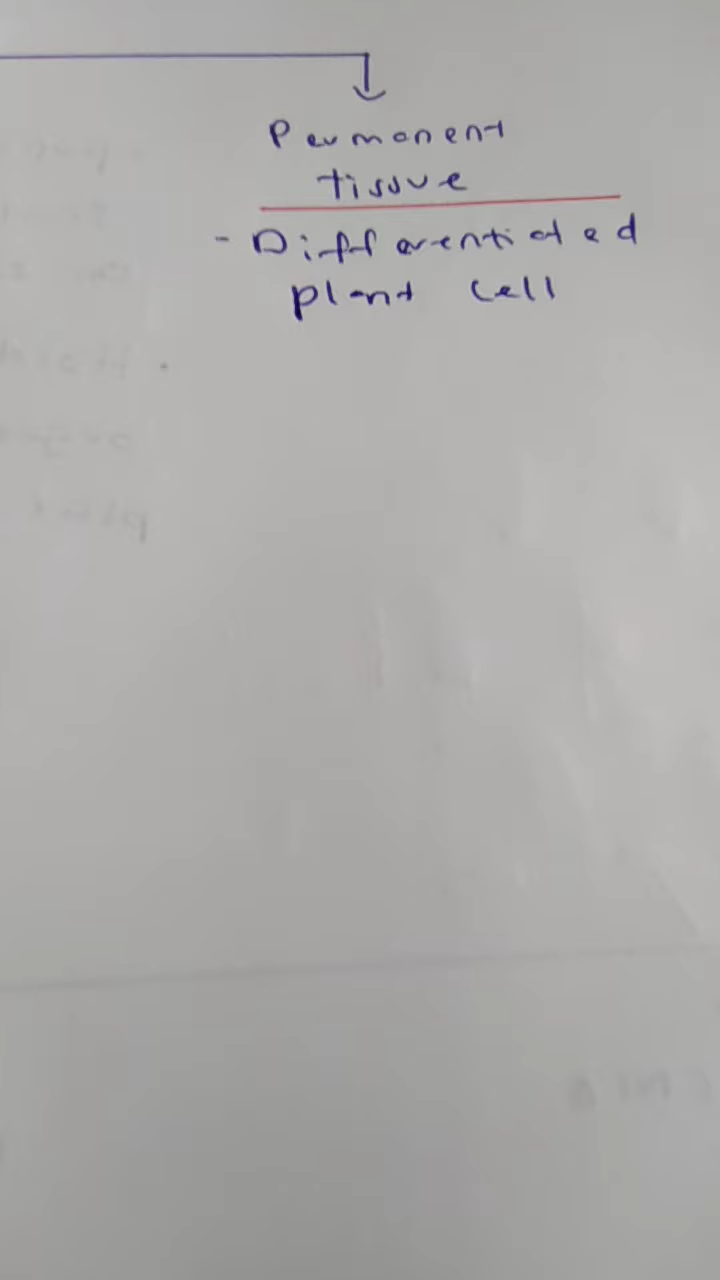 Permanent
tissue
- Differentiated
plant cell